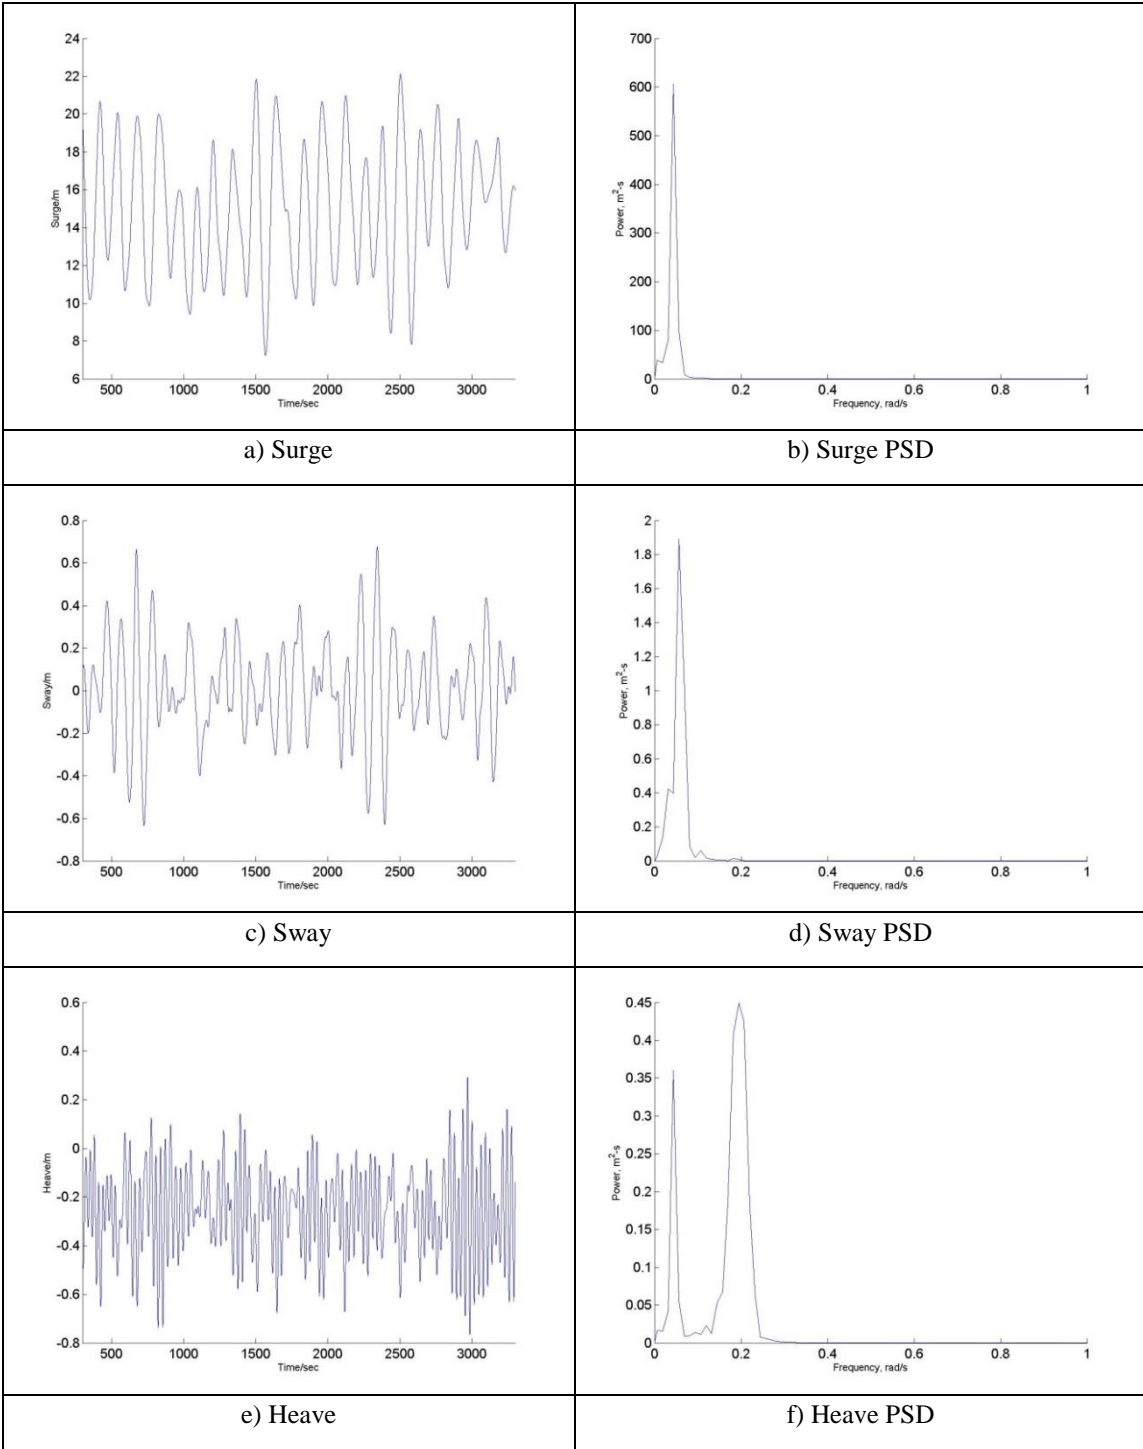 24
22
20
18
16
14
12
10
8
6
Surge/m
500 1000 1500 2000 2500 3000
Time/sec
700
600
500
400
300
200
100
0
Power, m²-s
0 0.2 0.4 0.6 0.8 1
Frequency, rad/s
a) Surge
b) Surge PSD
0.8
0.6
0.4
0.2
0
-0.2
-0.4
-0.6
-0.8
Sway/m
500 1000 1500 2000 2500 3000
Time/sec
2
1.8
1.6
1.4
1.2
1
0.8
0.6
0.4
0.2
0
Power, m²-s
0 0.2 0.4 0.6 0.8 1
Frequency, rad/s
c) Sway
d) Sway PSD
0.6
0.4
0.2
0
-0.2
-0.4
-0.6
-0.8
Heave/m
500 1000 1500 2000 2500 3000
Time/sec
0.45
0.4
0.35
0.3
0.25
0.2
0.15
0.1
0.05
0
Power, m²-s
0 0.2 0.4 0.6 0.8 1
Frequency, rad/s
e) Heave
f) Heave PSD